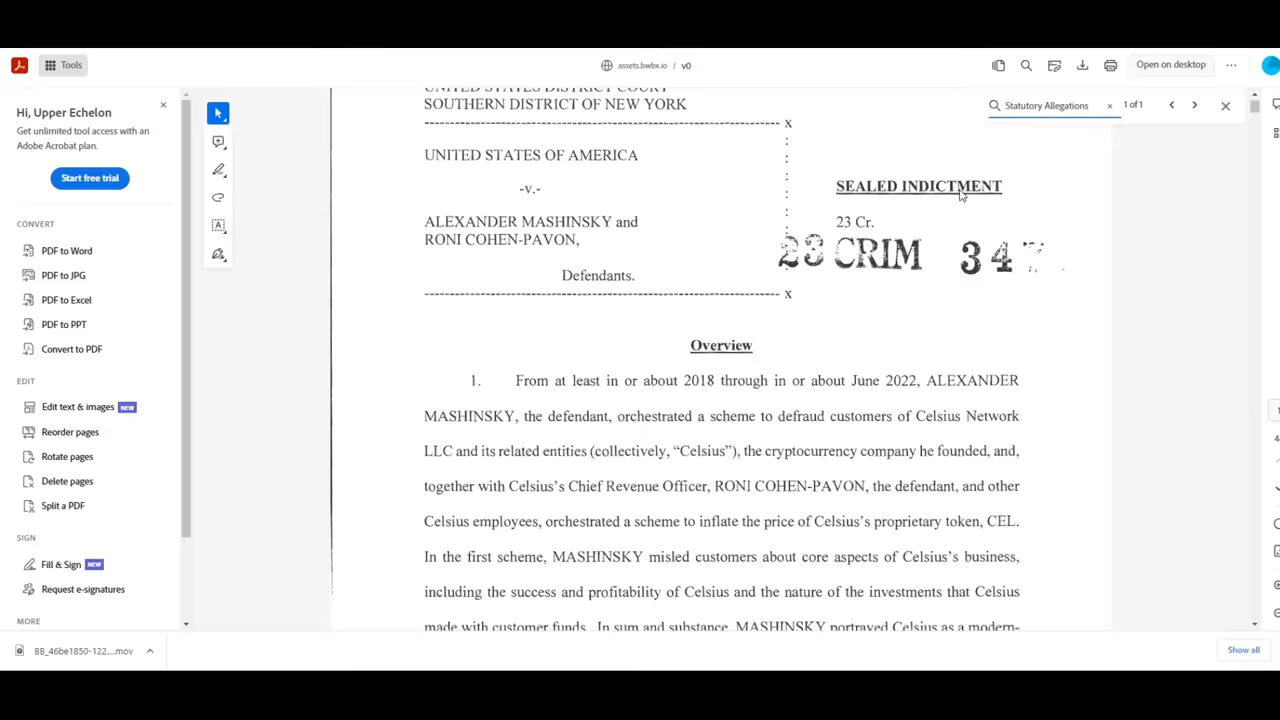 Tools
assets.bwbx.io / v0
Open on desktop
Hi, Upper Echelon
Get unlimited tool access with an
Adobe Acrobat plan.
Start free trial
CONVERT
PDF to Word
PDF to JPG
PDF to Excel
PDF to PPT
Convert to PDF
EDIT
Edit text & images NEW
Reorder pages
Rotate pages
Delete pages
Split a PDF
SIGN
Fill & Sign NEW
Request e-signatures
MORE
Statutory Allegations 1 of 1
UNITED STATES DISTRICT COURT
SOUTHERN DISTRICT OF NEW YORK
x
UNITED STATES OF AMERICA
-v.-
ALEXANDER MASHINSKY and
RONI COHEN-PAVON,
Defendants.
x
SEALED INDICTMENT
23 Cr.
23 CRIM 34
Overview
1. From at least in or about 2018 through in or about June 2022, ALEXANDER
MASHINSKY, the defendant, orchestrated a scheme to defraud customers of Celsius Network
LLC and its related entities (collectively, “Celsius”), the cryptocurrency company he founded, and,
together with Celsius’s Chief Revenue Officer, RONI COHEN-PAVON, the defendant, and other
Celsius employees, orchestrated a scheme to inflate the price of Celsius’s proprietary token, CEL.
In the first scheme, MASHINSKY misled customers about core aspects of Celsius’s business,
including the success and profitability of Celsius and the nature of the investments that Celsius
made with customer funds. In sum and substance, MASHINSKY portrayed Celsius as a modern-
BB_46be1850-122....mov
Show all